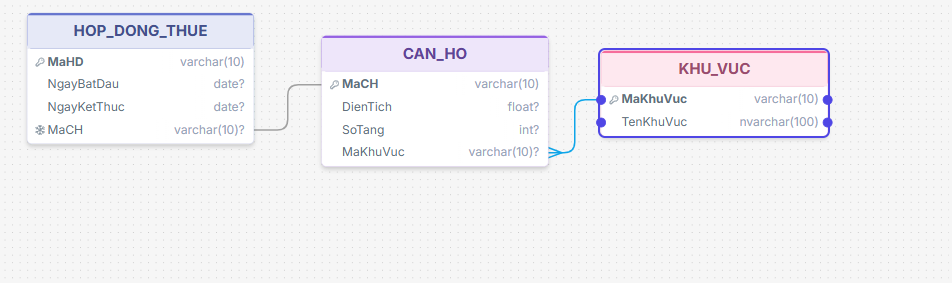 HOP_DONG_THUE
MaHD varchar(10)
NgayBatDau date?
NgayKetThuc date?
MaCH varchar(10)?
CAN_HO
MaCH varchar(10)
DienTich float?
SoTang int?
MaKhuVuc varchar(10)?
KHU_VUC
MaKhuVuc varchar(10)
TenKhuVuc nvarchar(100)